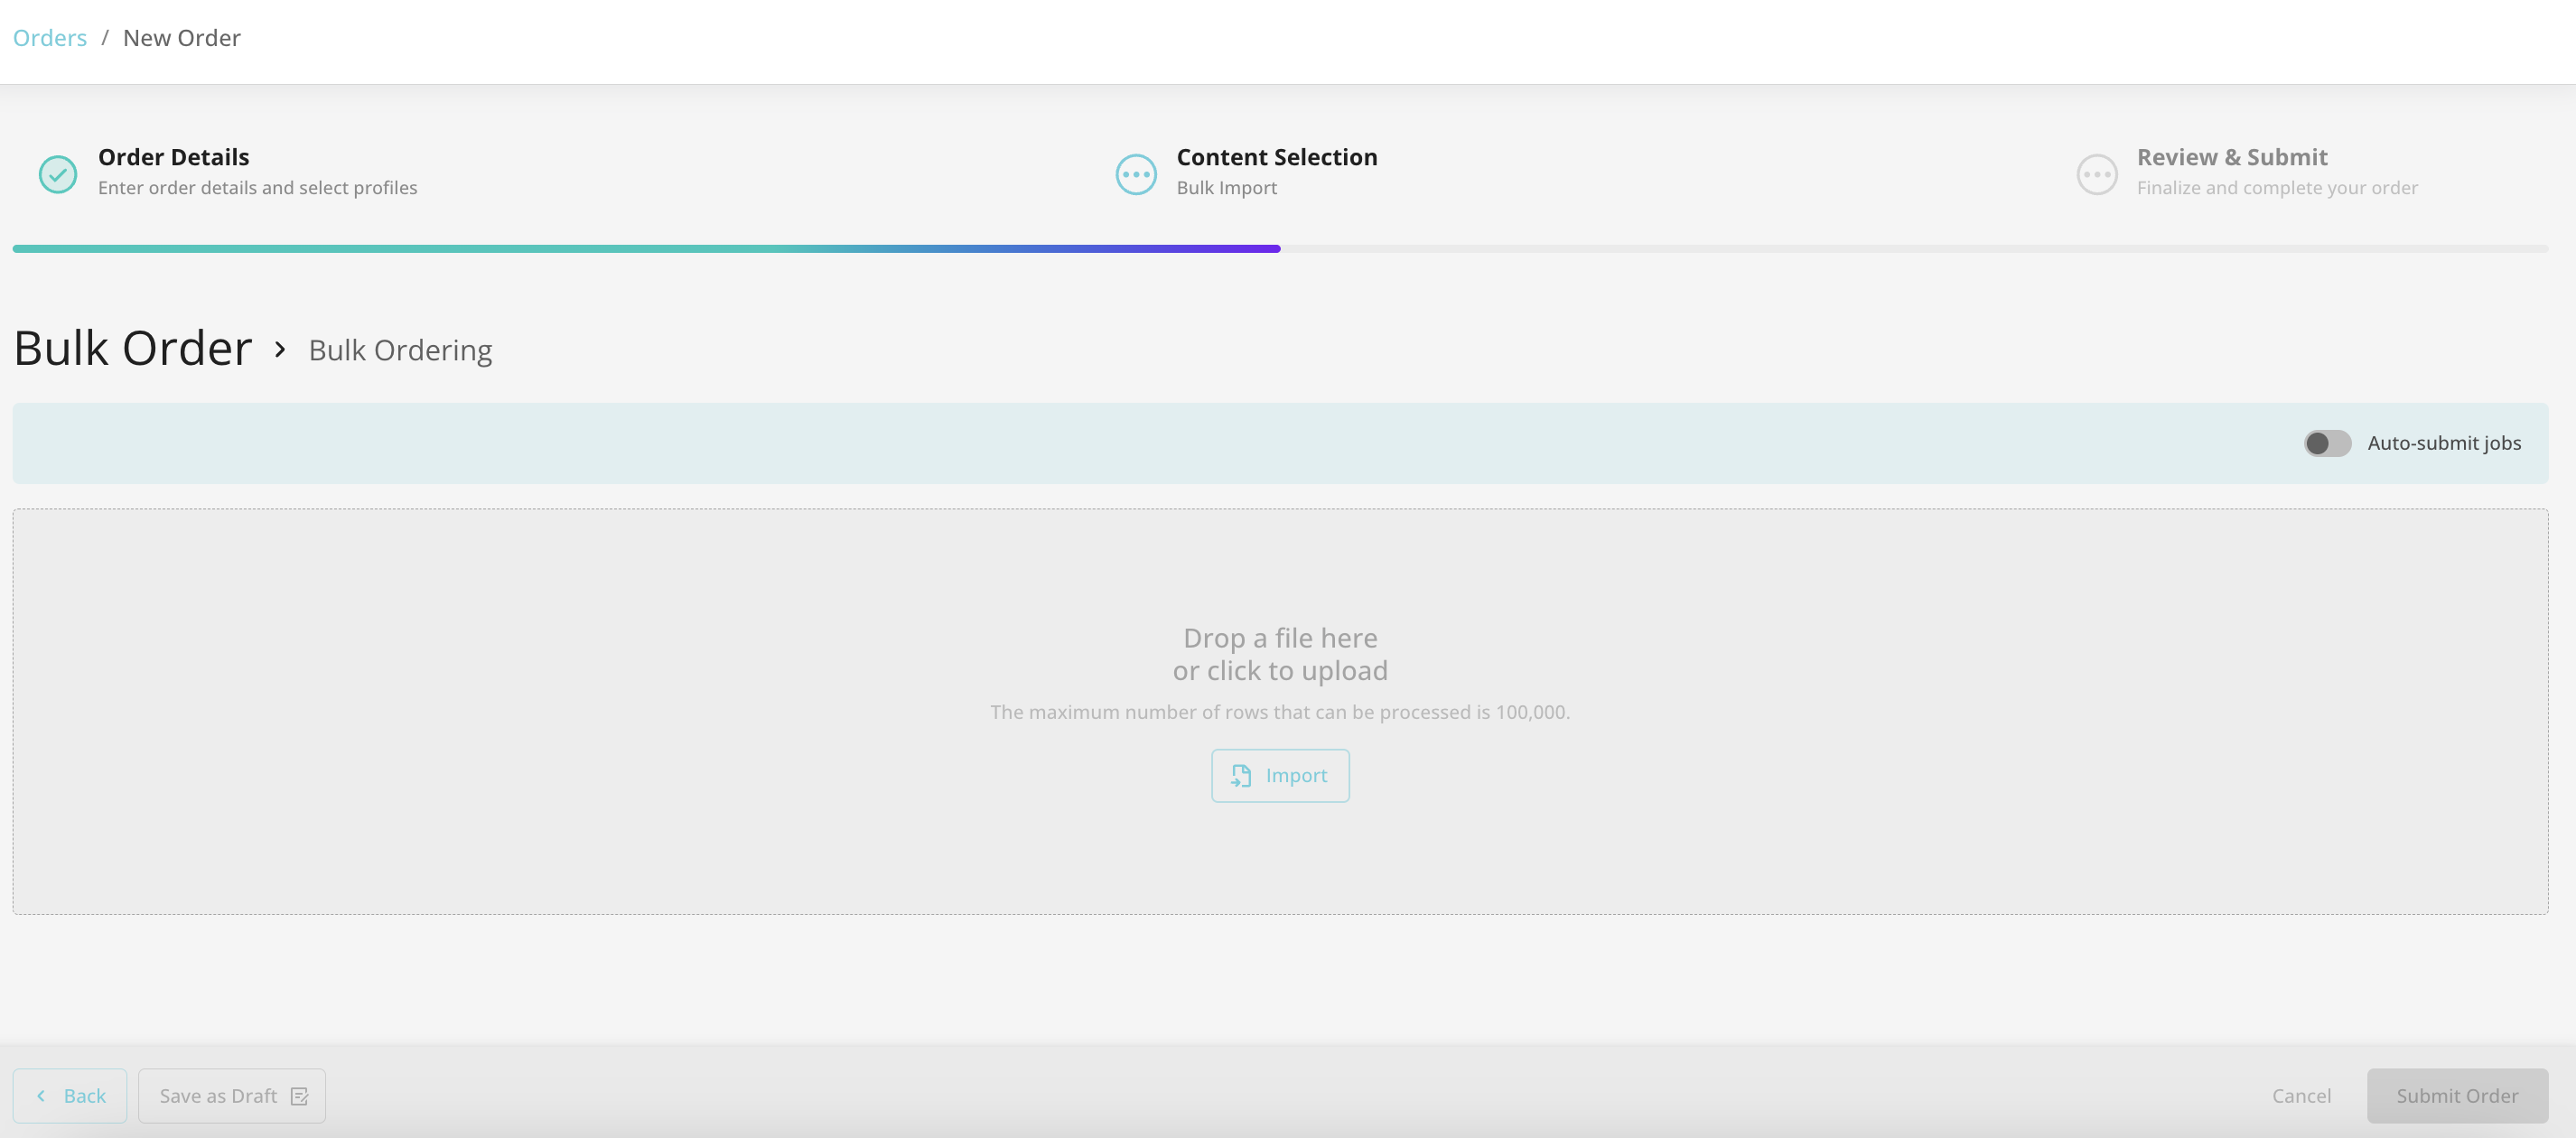 Orders / New Order
Order Details
Enter order details and select profiles
Content Selection
Bulk Import
Review & Submit
Finalize and complete your order
Bulk Order > Bulk Ordering
Auto-submit jobs
Drop a file here
or click to upload
The maximum number of rows that can be processed is 100,000.
Import
Back
Save as Draft
Cancel
Submit Order